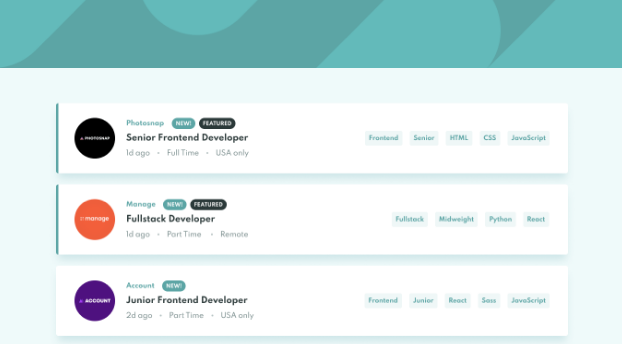 Photosnap NEW! FEATURED
PHOTOSNAP
Senior Frontend Developer
1d ago • Full Time • USA only
Frontend Senior HTML CSS JavaScript
Manage NEW! FEATURED
manage
Fullstack Developer
1d ago • Part Time • Remote
Fullstack Midweight Python React
Account NEW!
ACCOUNT
Junior Frontend Developer
2d ago • Part Time • USA only
Frontend Junior React Sass JavaScript